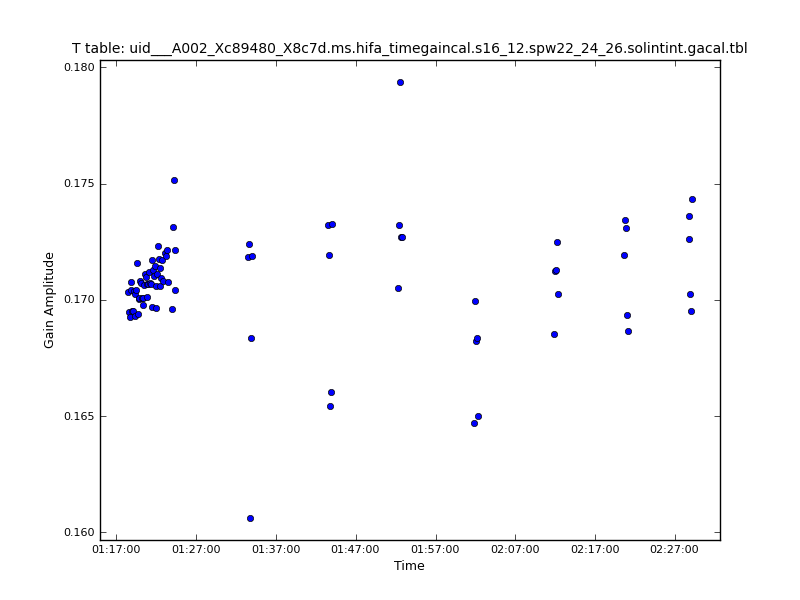 T table: uid___A002_Xc89480_X8c7d.ms.hifa_timegaincal.s16_12.spw22_24_26.solintint.gacal.tbl
0.180
0.175
0.170
0.165
0.160
Gain Amplitude
01:17:00 01:27:00 01:37:00 01:47:00 01:57:00 02:07:00 02:17:00 02:27:00
Time